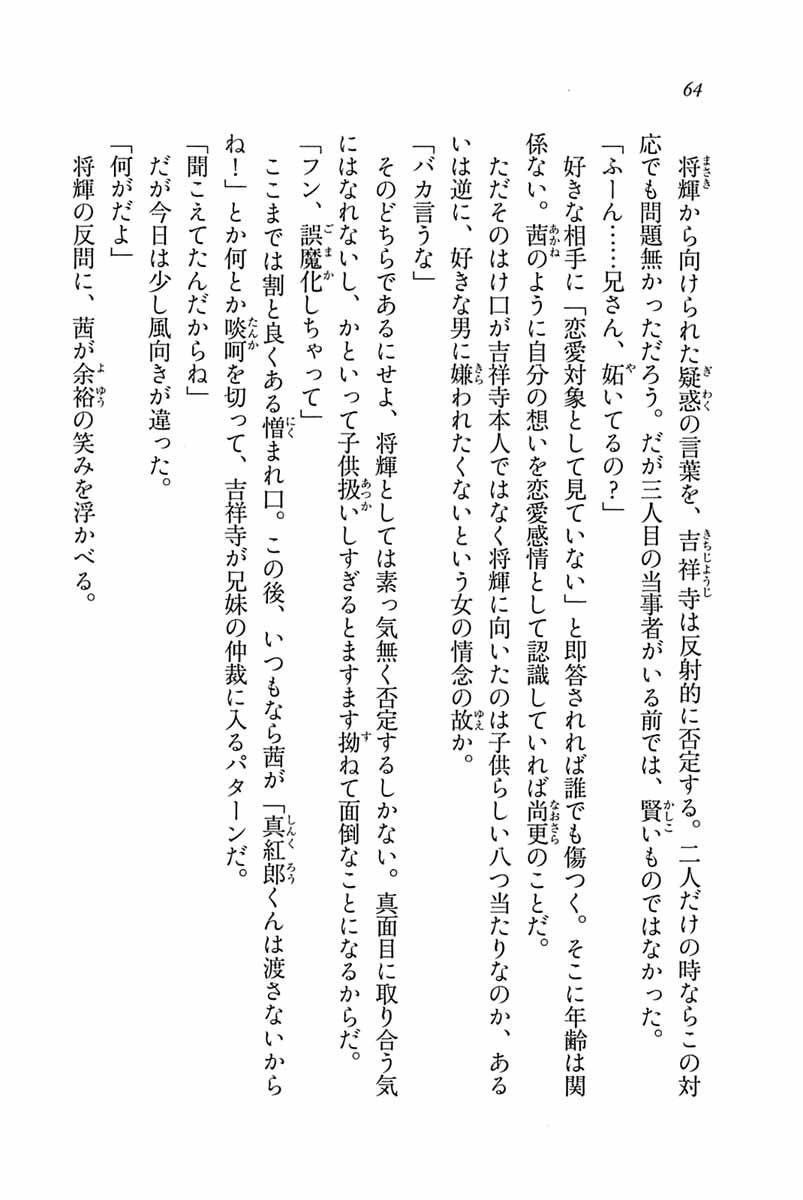 64
将輝から向けられた疑惑の言葉を、吉祥寺は反射的に否定する。二人だけの時ならこの対
応でも問題無かっただろう。だが三人目の当事者がいる前では、賢いものではなかった。
「ふーん……兄さん、妬いてるの？」
好きな相手に「恋愛対象として見ていない」と即答されれば誰でも傷つく。そこに年齢は関
係ない。茜のように自分の想いを恋愛感情として認識していれば尚更のことだ。
ただそのはけ口が吉祥寺本人ではなく将輝に向いたのは子供らしい八つ当たりなのか、ある
いは逆に、好きな男に嫌われたくないという女の情念の故か。
「バカ言うな」
そのどちらであるにせよ、将輝としては素っ気無く否定するしかない。真面目に取り合う気
にはなれないし、かといって子供扱いしすぎるとますます拗ねて面倒なことになるからだ。
「フン、誤魔化しちゃって」
ここまでは割と良くある憎まれ口。この後、いつもなら茜が「真紅郎くんは渡さないから
ね！」とか何とか啖呵を切って、吉祥寺が兄妹の仲裁に入るパターンだ。
「聞こえてたんだからね」
だが今日は少し風向きが違った。
「何がだよ」
将輝の反問に、茜が余裕の笑みを浮かべる。